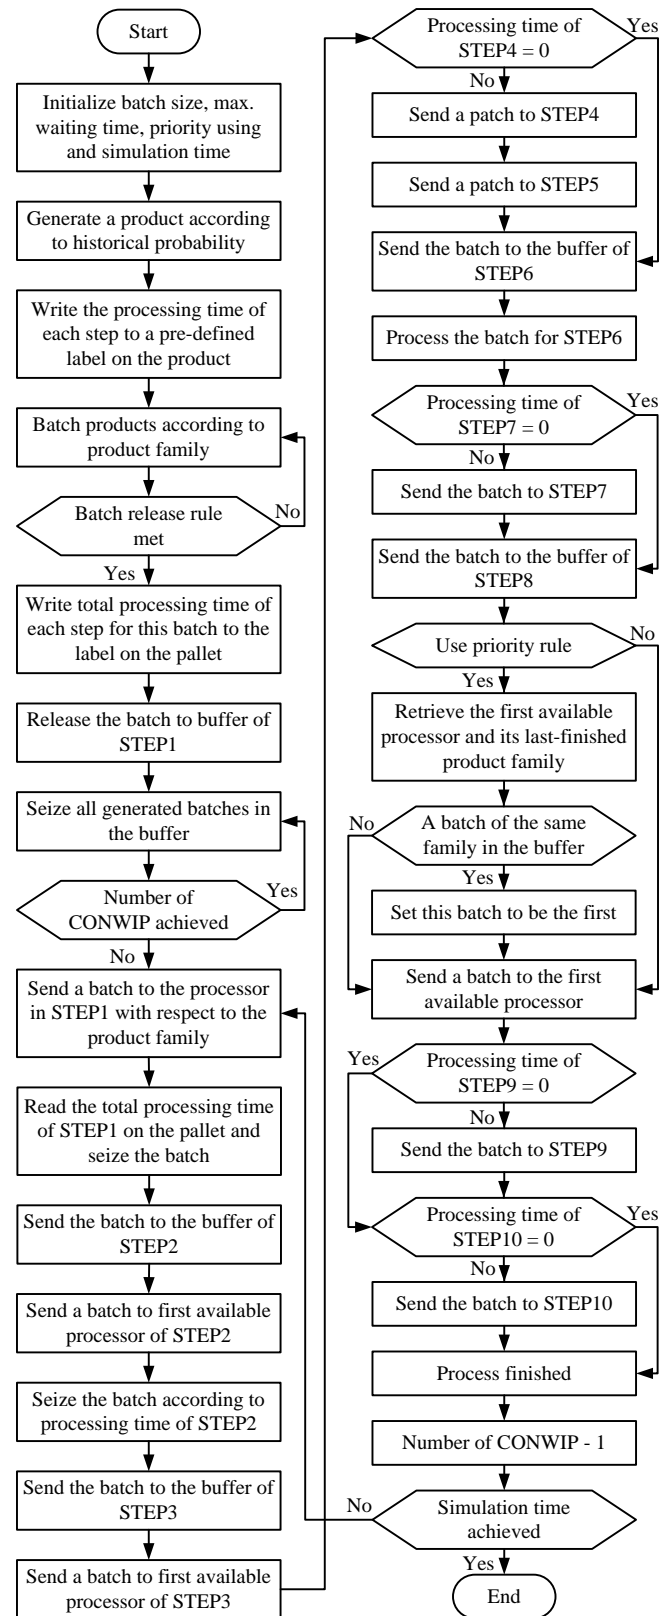 Start
Initialize batch size, max.
waiting time, priority using
and simulation time
Generate a product according
to historical probability
Write the processing time of
each step to a pre-defined
label on the product
Batch products according to
product family
Batch release rule
met
No
Yes
Write total processing time of
each step for this batch to the
label on the pallet
Release the batch to buffer of
STEP1
Seize all generated batches in
the buffer
Number of
CONWIP achieved
Yes
No
Send a batch to the processor
in STEP1 with respect to the
product family
Read the total processing time
of STEP1 on the pallet and
seize the batch
Send the batch to the buffer of
STEP2
Send a batch to first available
processor of STEP2
Seize the batch according to
processing time of STEP2
Send the batch to the buffer of
STEP3
Send a batch to first available
processor of STEP3
Processing time of
STEP4 = 0
Yes
No
Send a patch to STEP4
Send a patch to STEP5
Send the batch to the buffer of
STEP6
Process the batch for STEP6
Processing time of
STEP7 = 0
Yes
No
Send the batch to STEP7
Send the batch to the buffer of
STEP8
Use priority rule
No
Yes
Retrieve the first available
processor and its last-finished
product family
No
A batch of the same
family in the buffer
Yes
Set this batch to be the first
Send a batch to the first
available processor
Yes
Processing time of
STEP9 = 0
No
Send the batch to STEP9
Processing time of
STEP10 = 0
Yes
No
Send the batch to STEP10
Process finished
Number of CONWIP - 1
No
Simulation time
achieved
Yes
End